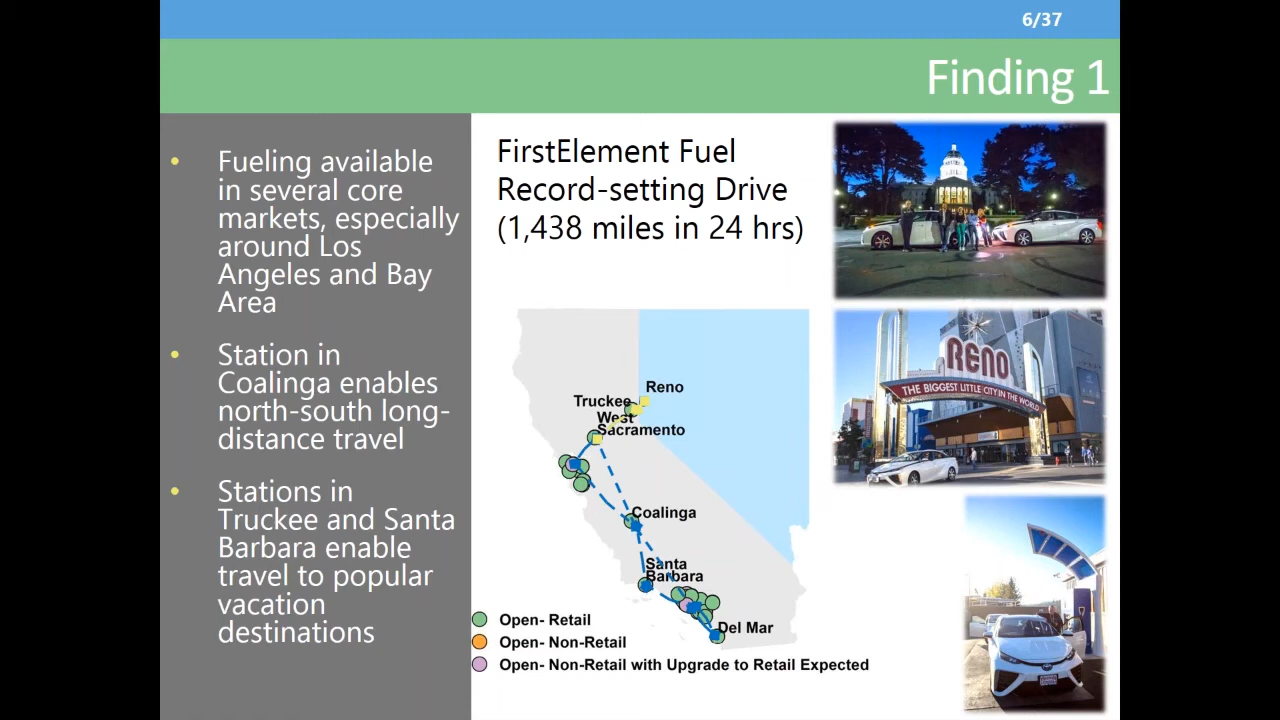 6/37
Finding 1
Fueling available
in several core
markets, especially
around Los
Angeles and Bay
Area
Station in
Coalinga enables
north-south long-
distance travel
Stations in
Truckee and Santa
Barbara enable
travel to popular
vacation
destinations
FirstElement Fuel
Record-setting Drive
(1,438 miles in 24 hrs)
Reno
Truckee
West
Sacramento
Coalinga
Santa
Barbara
Del Mar
Open- Retail
Open- Non-Retail
Open- Non-Retail with Upgrade to Retail Expected
RENO
THE BIGGEST LITTLE CITY IN THE WORLD